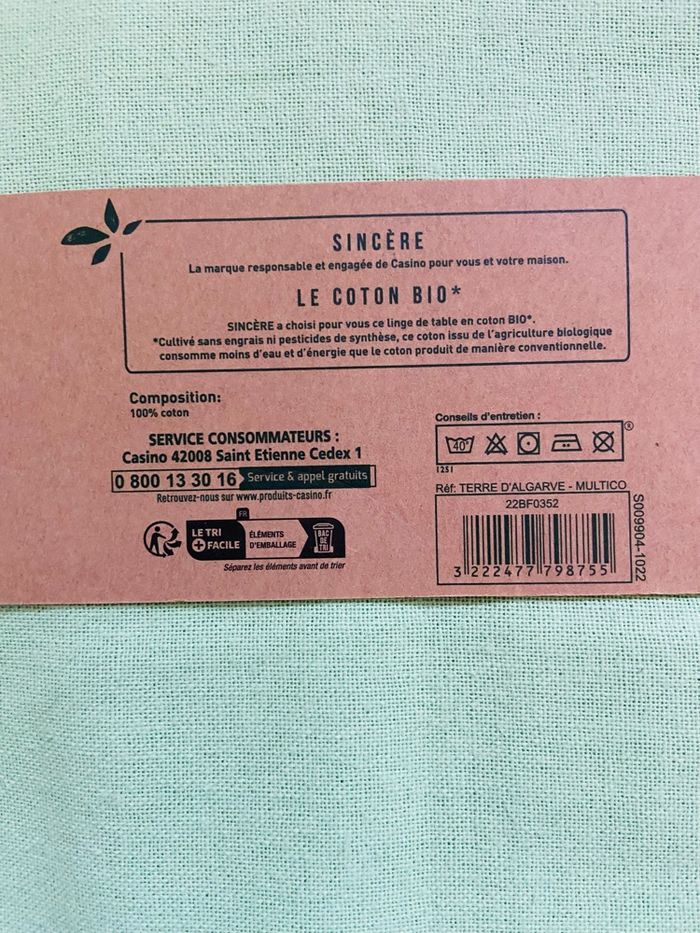 SINCÈRE
La marque responsable et engagée de Casino pour vous et votre maison.
LE COTON BIO*
SINCÈRE a choisi pour vous ce linge de table en coton BIO*.
*Cultivé sans engrais ni pesticides de synthèse, ce coton issu de l'agriculture biologique
consomme moins d'eau et d'énergie que le coton produit de manière conventionnelle.
Composition:
100% coton
SERVICE CONSOMMATEURS :
Casino 42008 Saint Etienne Cedex 1
0 800 13 30 16 Service & appel gratuits
Retrouvez-nous sur www.produits-casino.fr
FR
LE TRI
+ FACILE
ÉLÉMENTS
D'EMBALLAGE
BAC
DE
TRI
Séparez les éléments avant de trier
Conseils d'entretien :
40°
®
1251
Réf: TERRE D'ALGARVE - MULTICO
22BF0352
3 222477 798755
S009904-1022